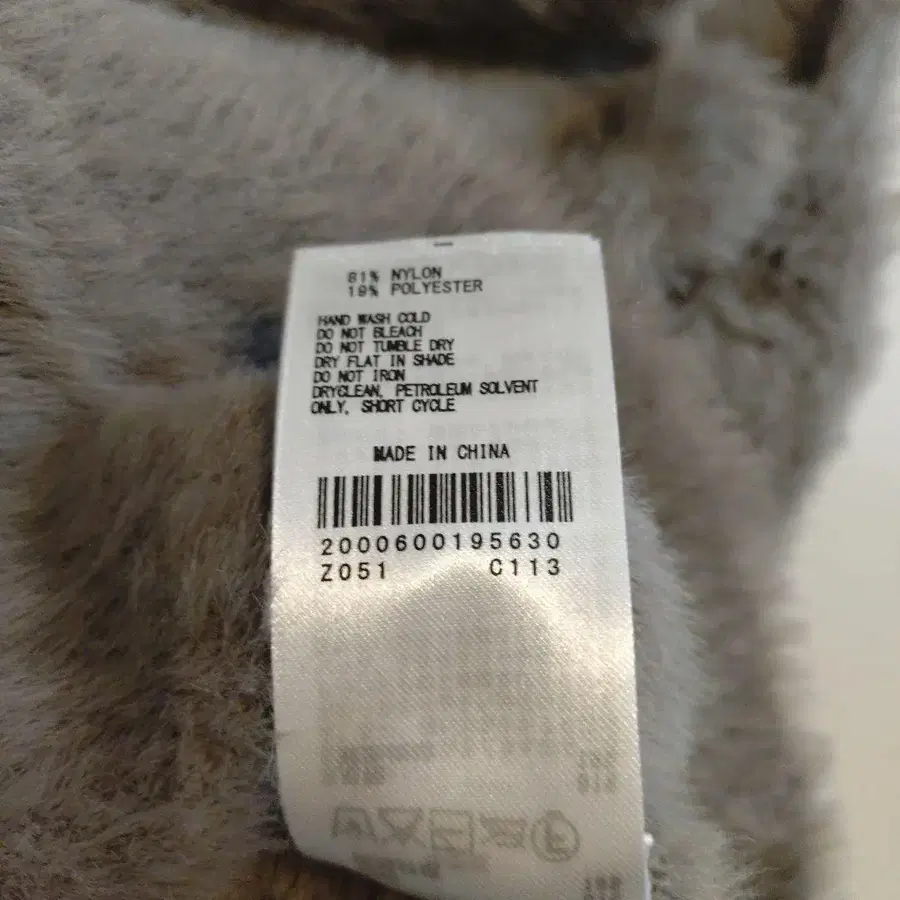 81% NYLON
19% POLYESTER
HAND WASH COLD
DO NOT BLEACH
DO NOT TUMBLE DRY
DRY FLAT IN SHADE
DO NOT IRON
DRYCLEAN, PETROLEUM SOLVENT
ONLY, SHORT CYCLE
MADE IN CHINA
2000600195630
Z051 C113